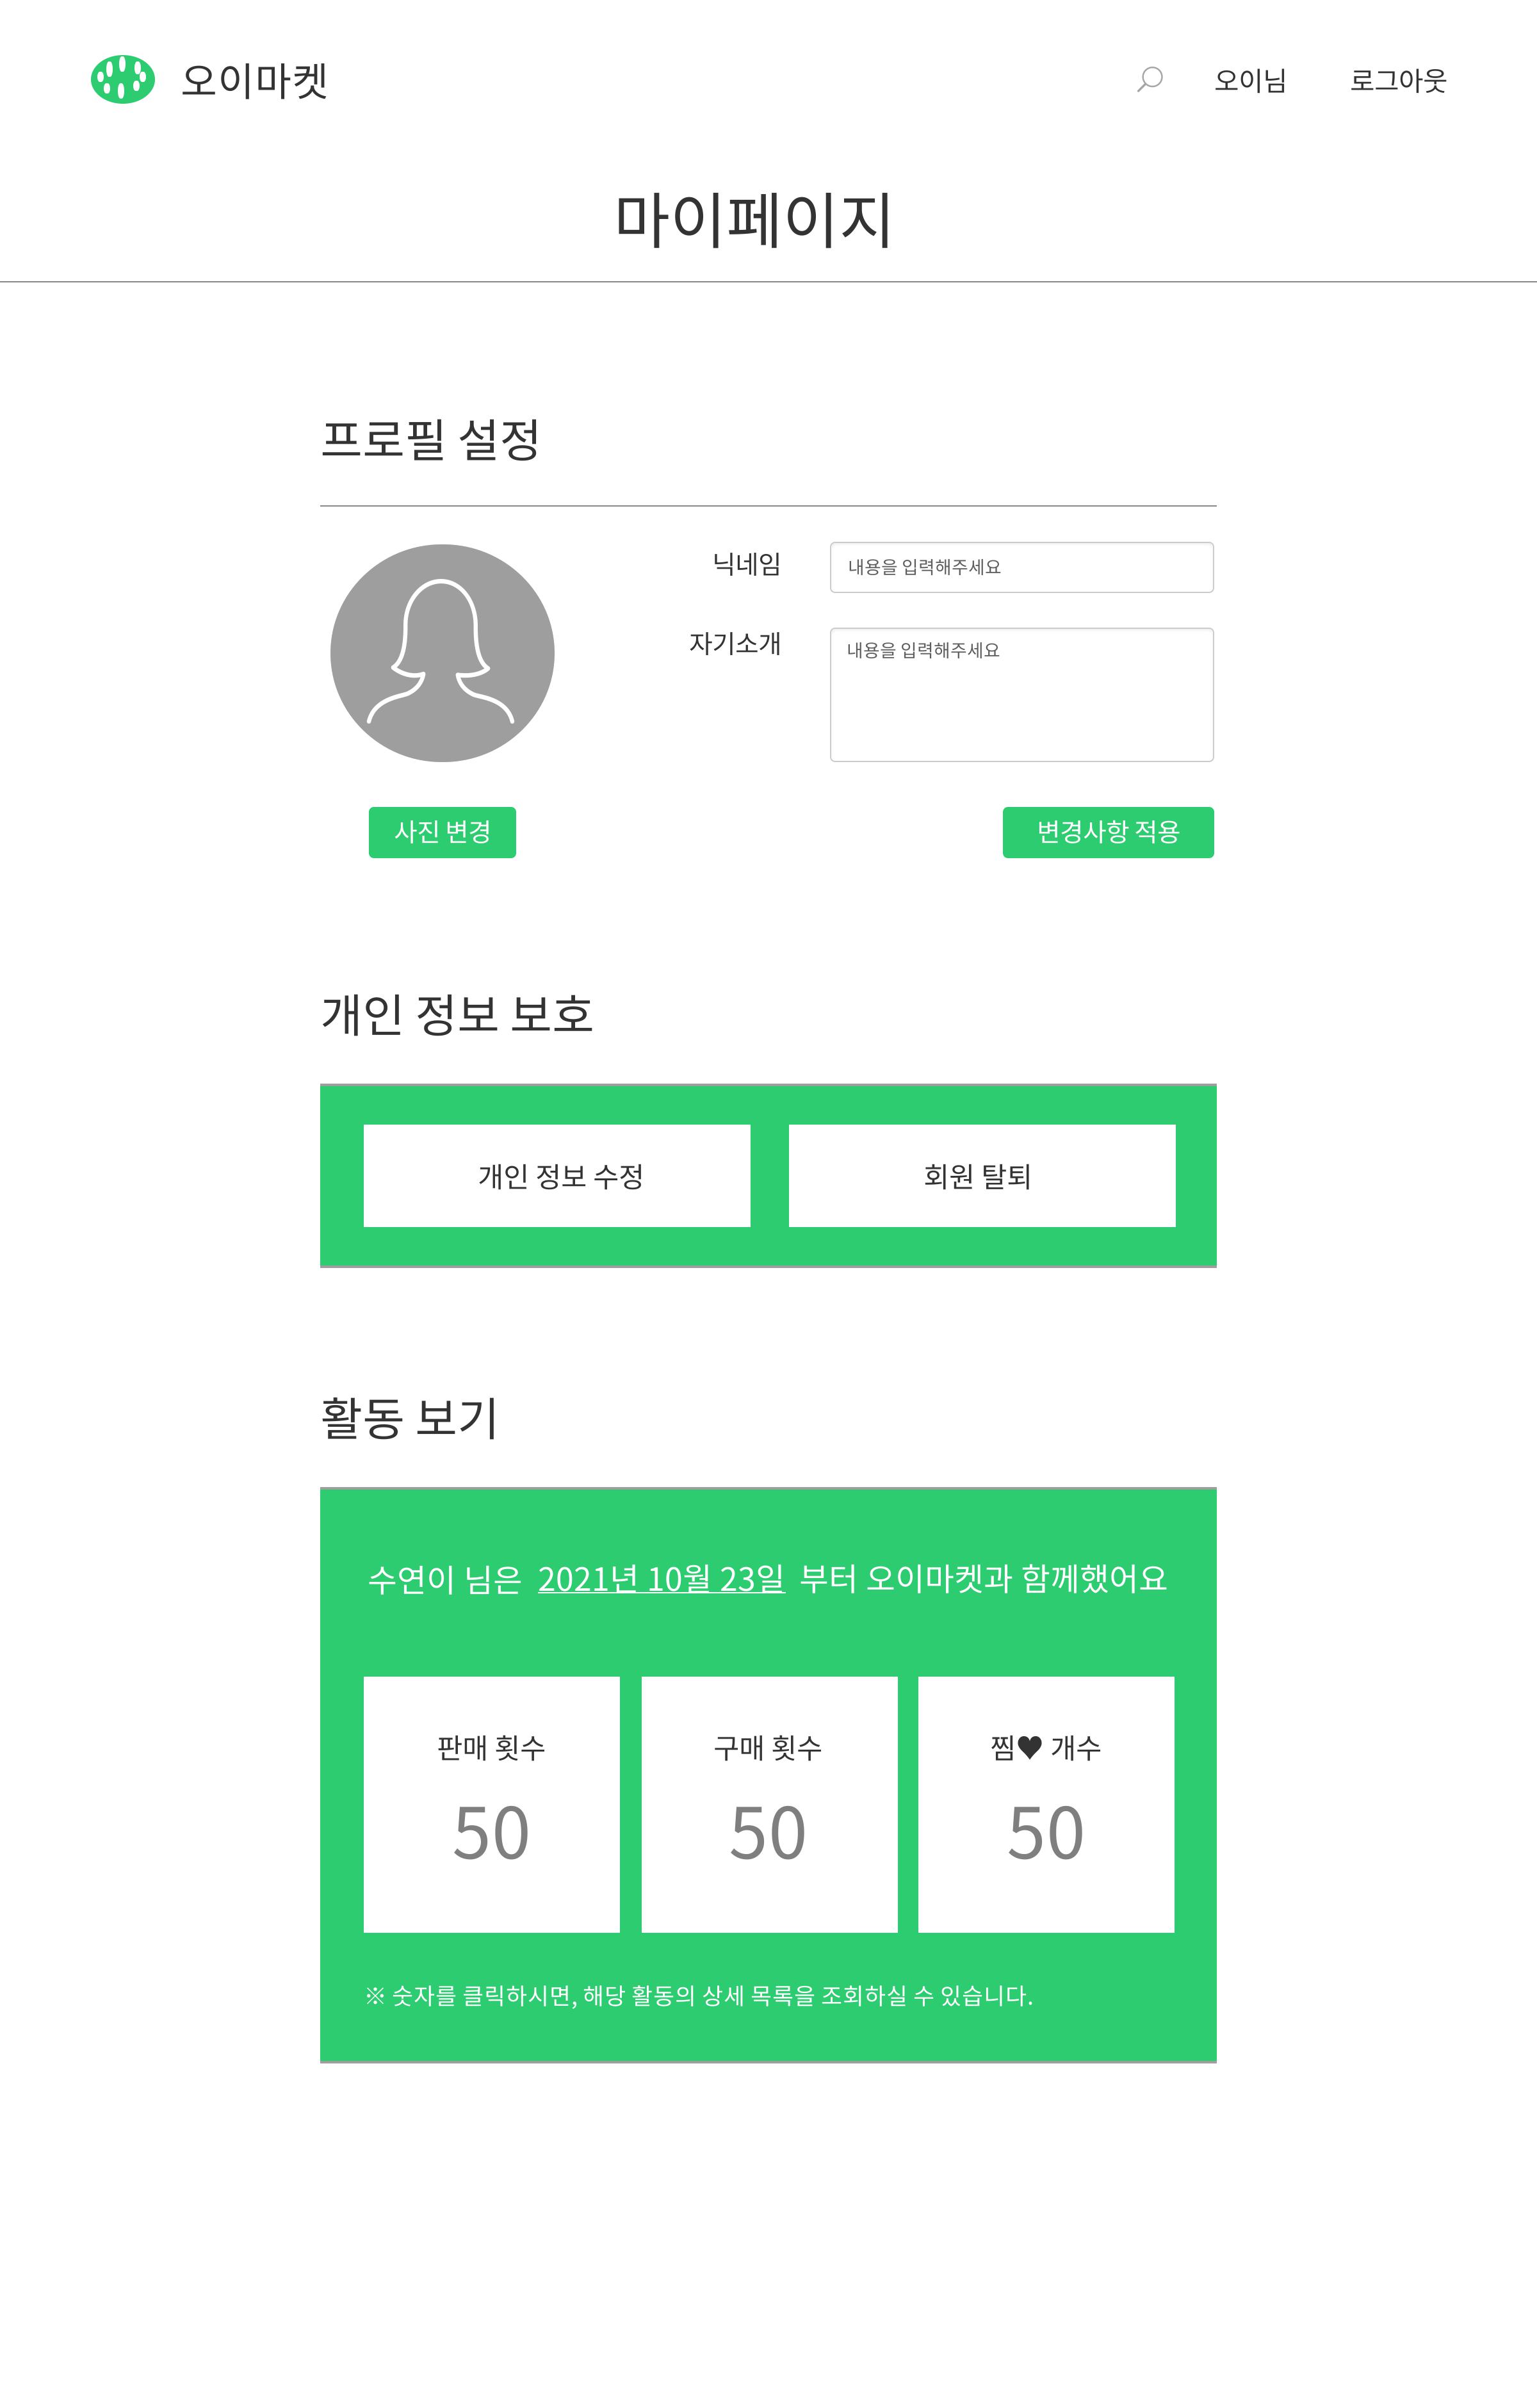 오이마켓
오이님 로그아웃
마이페이지
프로필 설정
닉네임 내용을 입력해주세요
자기소개 내용을 입력해주세요
사진 변경 변경사항 적용
개인 정보 보호
개인 정보 수정 회원 탈퇴
활동 보기
수연이 님은 2021년 10월 23일 부터 오이마켓과 함께했어요
판매 횟수 구매 횟수 찜♥ 개수
50 50 50
※ 숫자를 클릭하시면, 해당 활동의 상세 목록을 조회하실 수 있습니다.